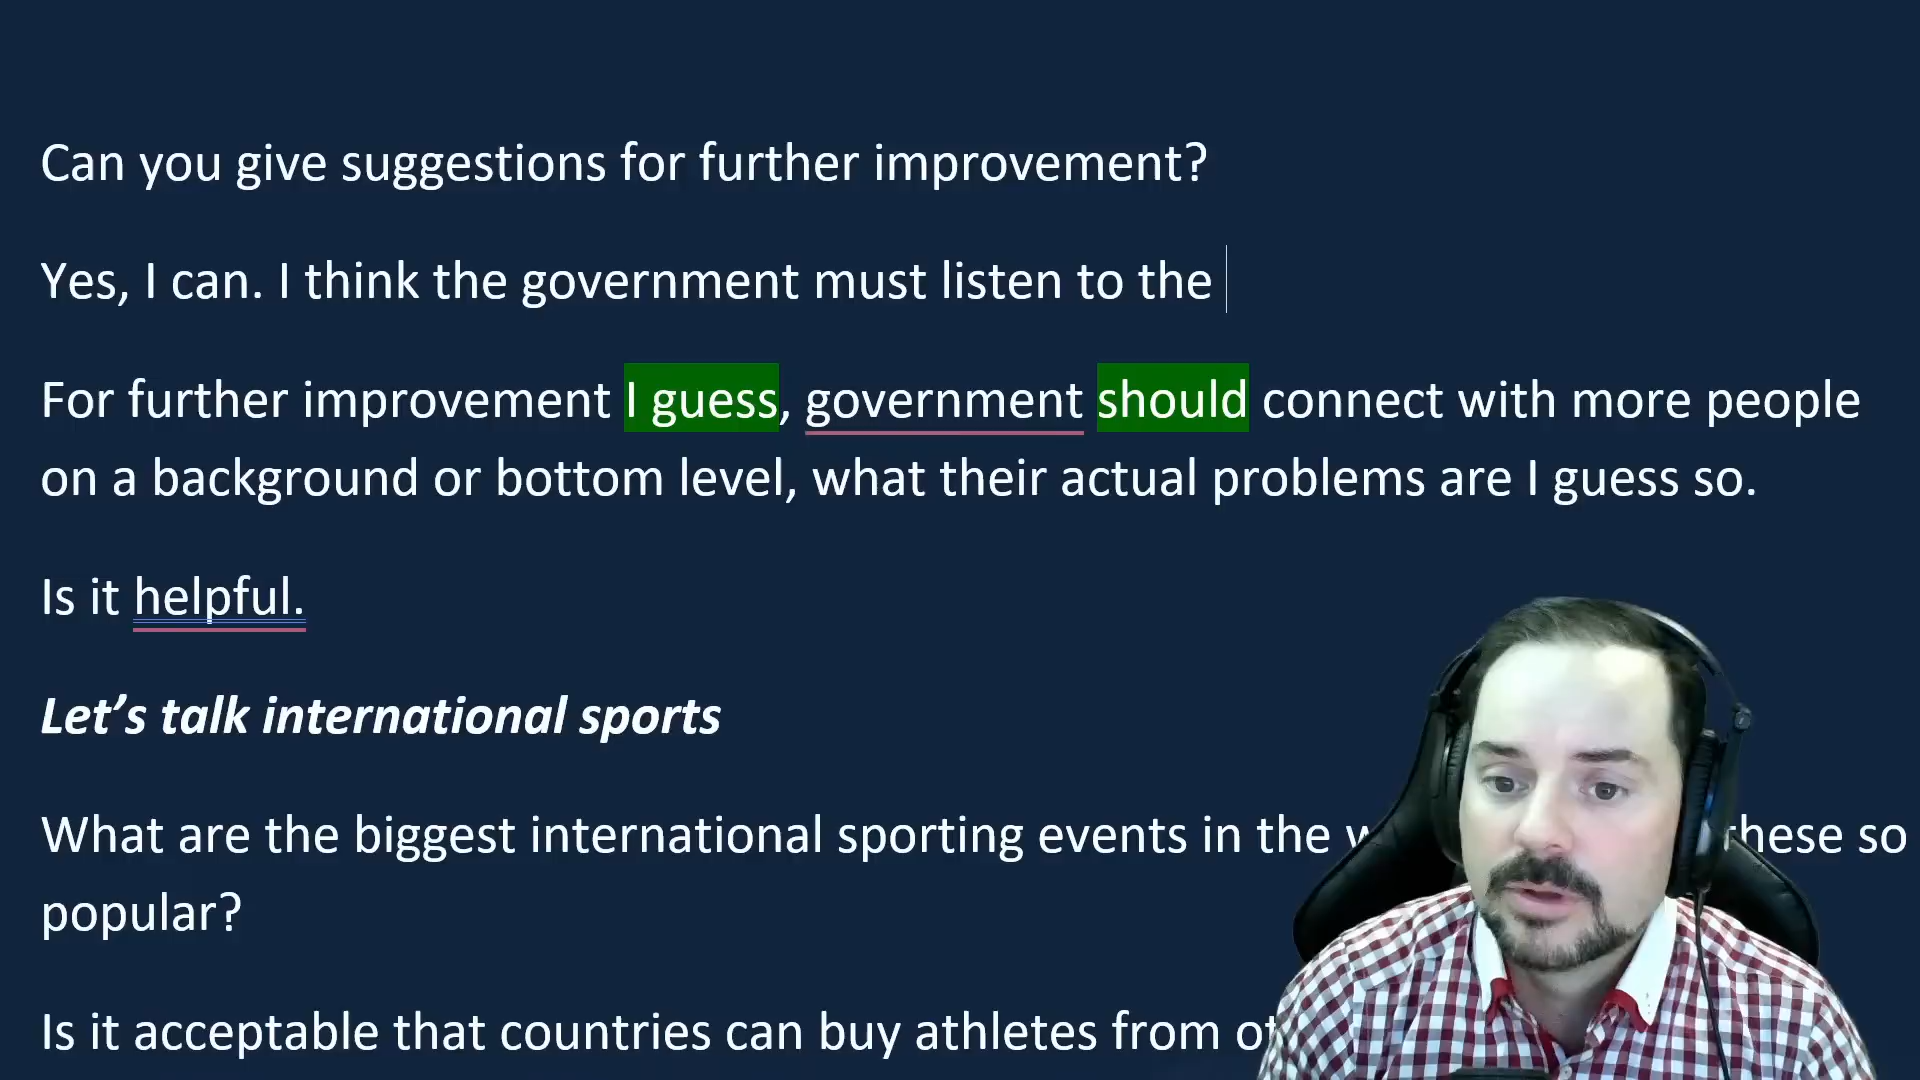 Can you give suggestions for further improvement?
Yes, I can. I think the government must listen to the
For further improvement I guess, government should connect with more people
on a background or bottom level, what their actual problems are I guess so.
Is it helpful.
Let’s talk international sports
What are the biggest international sporting events in the these so
popular?
Is it acceptable that countries can buy athletes from